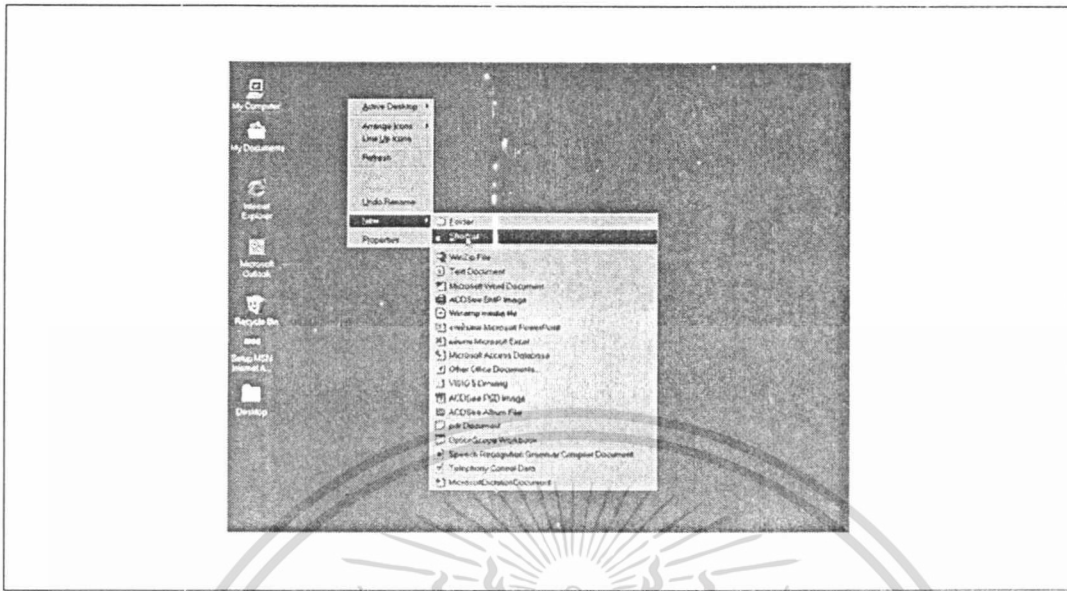 My Computer
My Documents
Internet
Explorer
Microsoft
Outlook
Recycle Bin
Setup MSN
Internet A...
Desktop
Active Desktop
Arrange Icons
Line Up Icons
Refresh
Undo Rename
New
Properties
Folder
Shortcut
WinZip File
Text Document
Microsoft Word Document
ACDSee BMP Image
Winamp media file
Microsoft PowerPoint
Microsoft Excel
Microsoft Access Database
Other Office Documents...
VISIO 5 Drawing
ACDSee PSD Image
ACDSee Album File
pdf Document
Workbook
Speech Recognition Grammar Compiler Document
Telephony Control Data